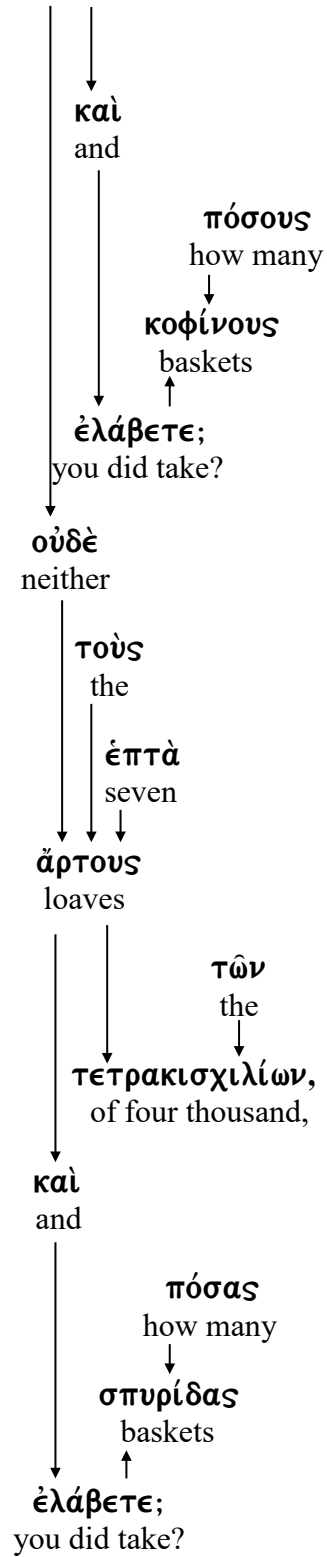 καὶ
and
πόσους
how many
κοφίνους
baskets
ἐλάβετε;
you did take?
οὐδὲ
neither
τοὺς
the
ἑπτὰ
seven
ἄρτους
loaves
τῶν
the
τετρακισχιλίων,
of four thousand,
καὶ
and
πόσας
how many
σπυρίδας
baskets
ἐλάβετε;
you did take?